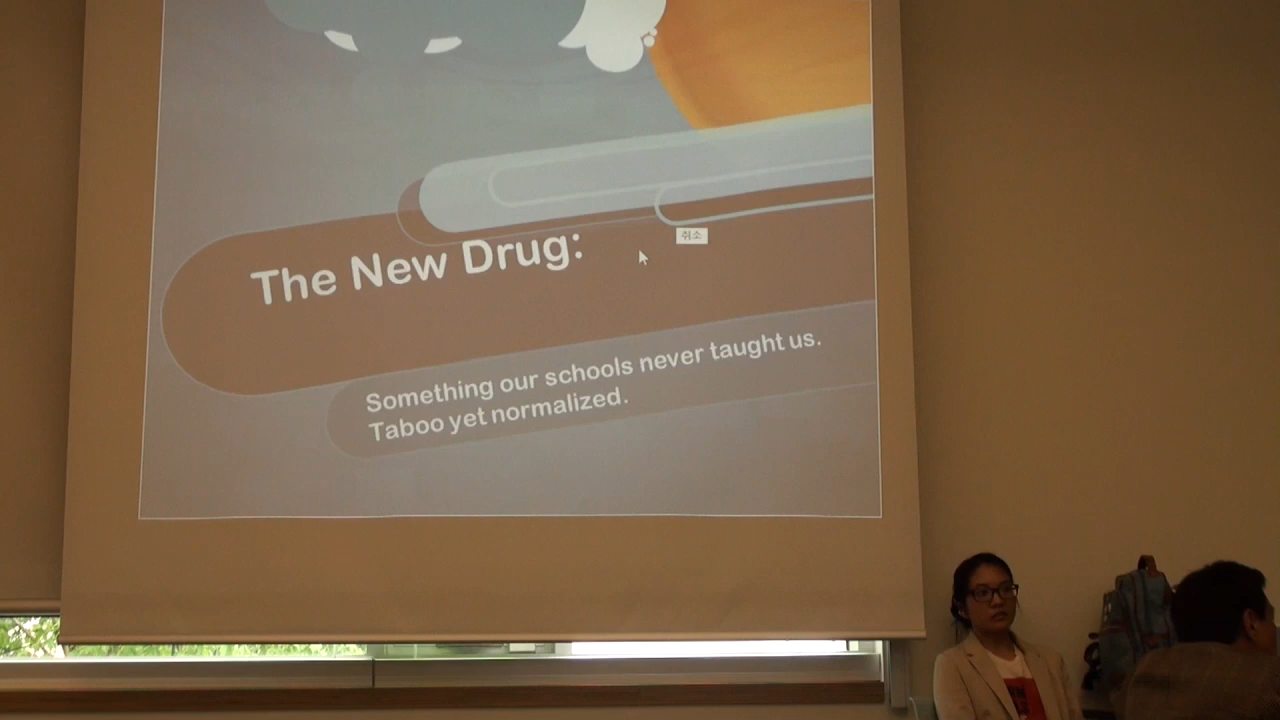 The New Drug:
취소
Something our schools never taught us.
Taboo yet normalized.